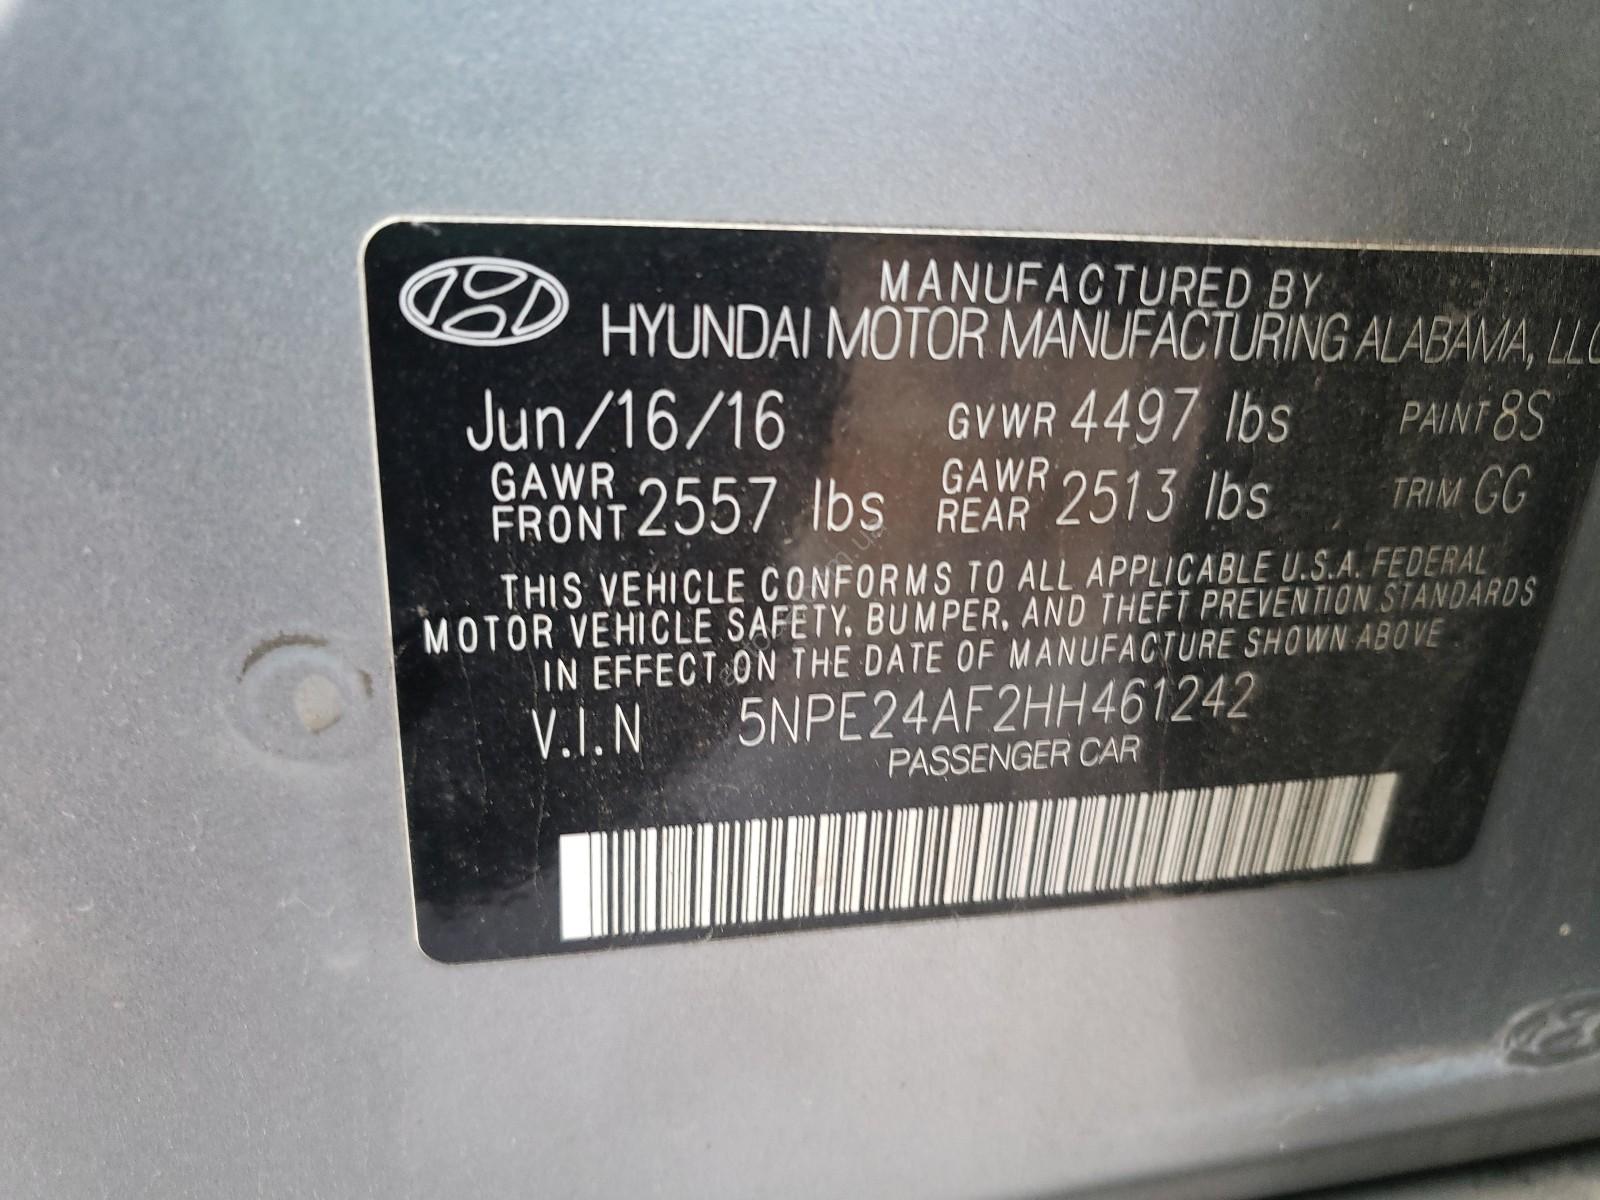 MANUFACTURED BY
HYUNDAI MOTOR MANUFACTURING ALABAMA, LLC
Jun/16/16 GVWR 4497 lbs PAINT 8S
GAWR FRONT 2557 lbs GAWR REAR 2513 lbs TRIM GG
THIS VEHICLE CONFORMS TO ALL APPLICABLE U.S.A. FEDERAL
MOTOR VEHICLE SAFETY, BUMPER, AND THEFT PREVENTION STANDARDS
IN EFFECT ON THE DATE OF MANUFACTURE SHOWN ABOVE
V.I.N 5NPE24AF2HH461242
PASSENGER CAR